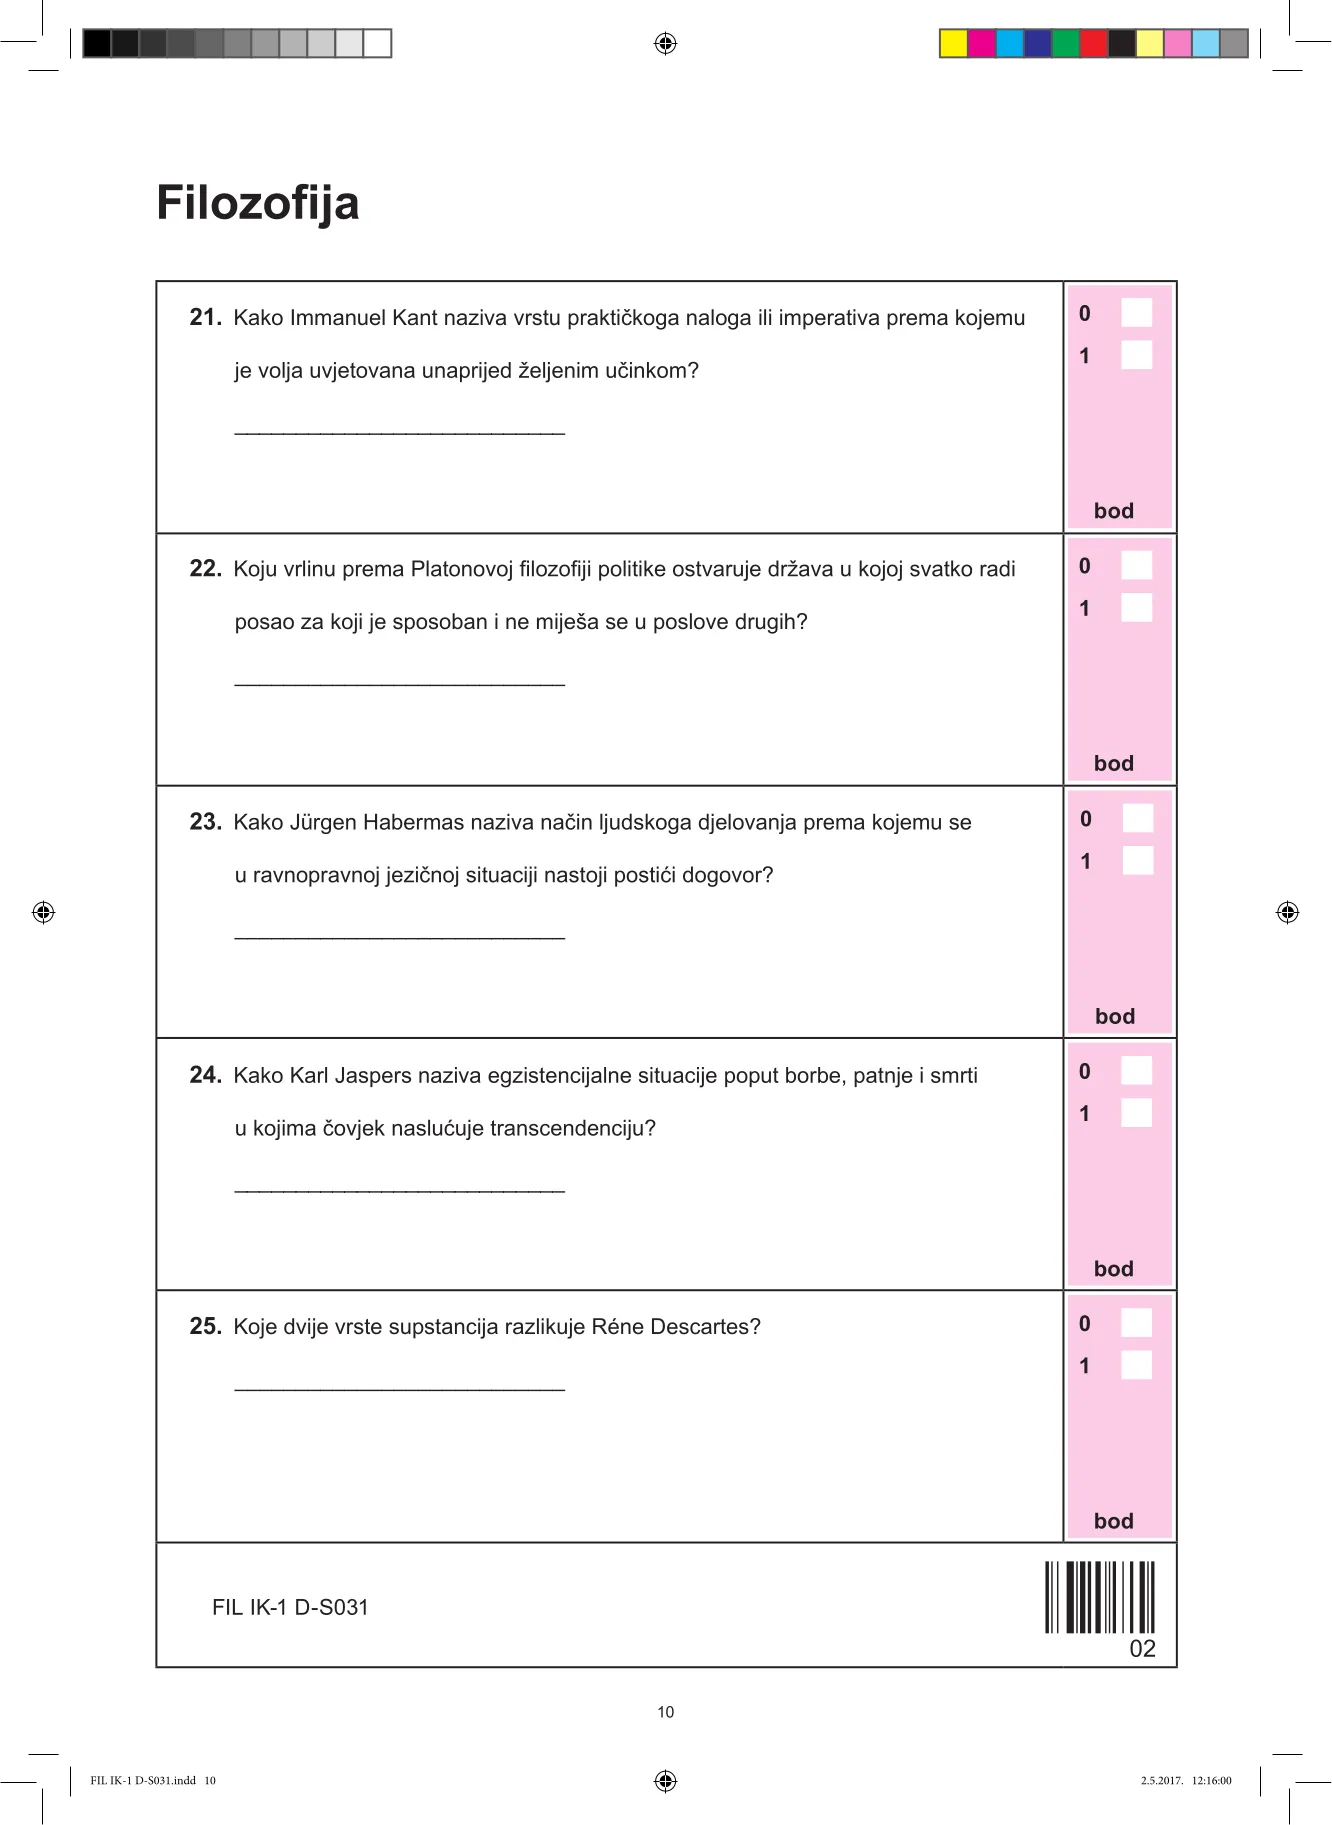 Filozofija
21. Kako Immanuel Kant naziva vrstu praktičkoga naloga ili imperativa prema kojemu
je volja uvjetovana unaprijed željenim učinkom?
___________________________
0
1
bod
22. Koju vrlinu prema Platonovoj filozofiji politike ostvaruje država u kojoj svatko radi
posao za koji je sposoban i ne miješa se u poslove drugih?
___________________________
0
1
bod
23. Kako Jürgen Habermas naziva način ljudskoga djelovanja prema kojemu se
u ravnopravnoj jezičnoj situaciji nastoji postići dogovor?
___________________________
0
1
bod
24. Kako Karl Jaspers naziva egzistencijalne situacije poput borbe, patnje i smrti
u kojima čovjek naslućuje transcendenciju?
___________________________
0
1
bod
25. Koje dvije vrste supstancija razlikuje Réne Descartes?
___________________________
0
1
bod
FIL IK-1 D-S031
02
10
FIL IK-1 D-S031.indd 10
2.5.2017. 12:16:00